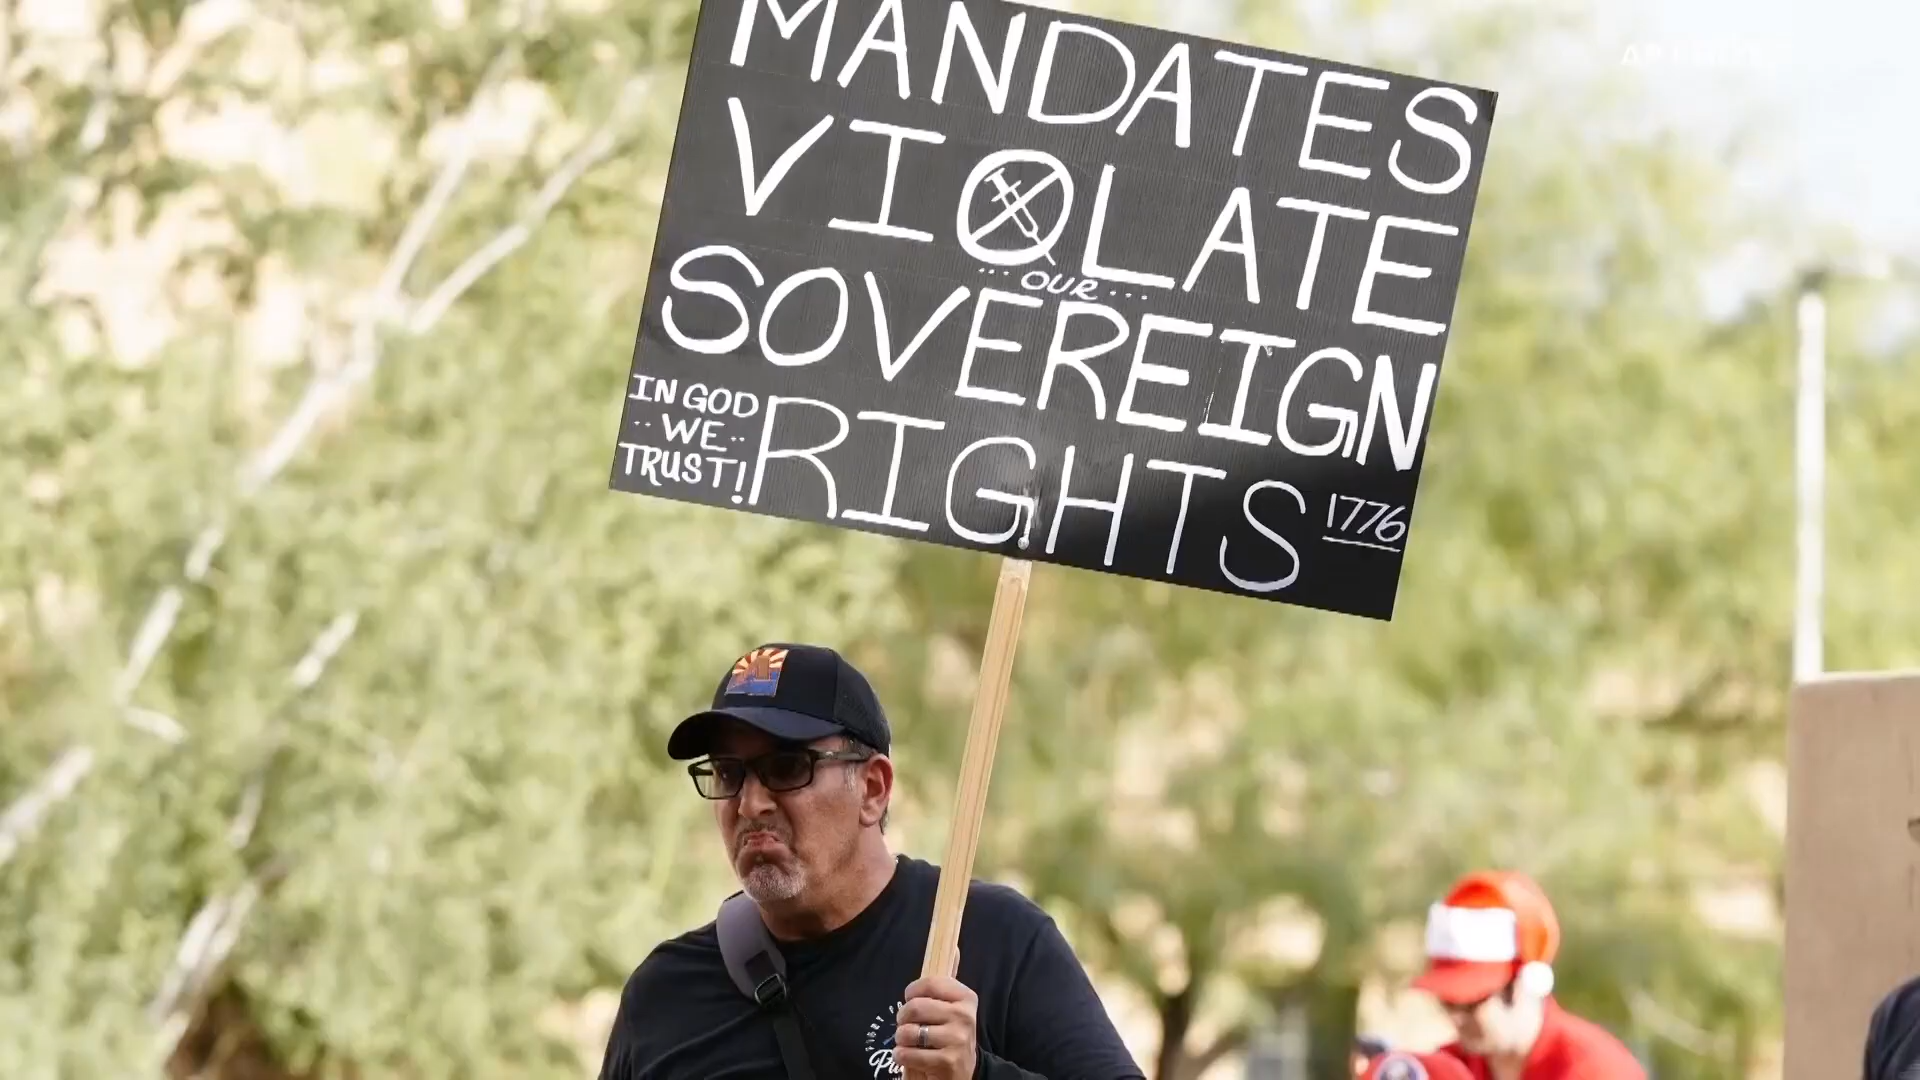 MANDATES
VIOLATE
... OUR ...
SOVEREIGN
RIGHTS
IN GOD
.. WE ..
TRUST!
1776